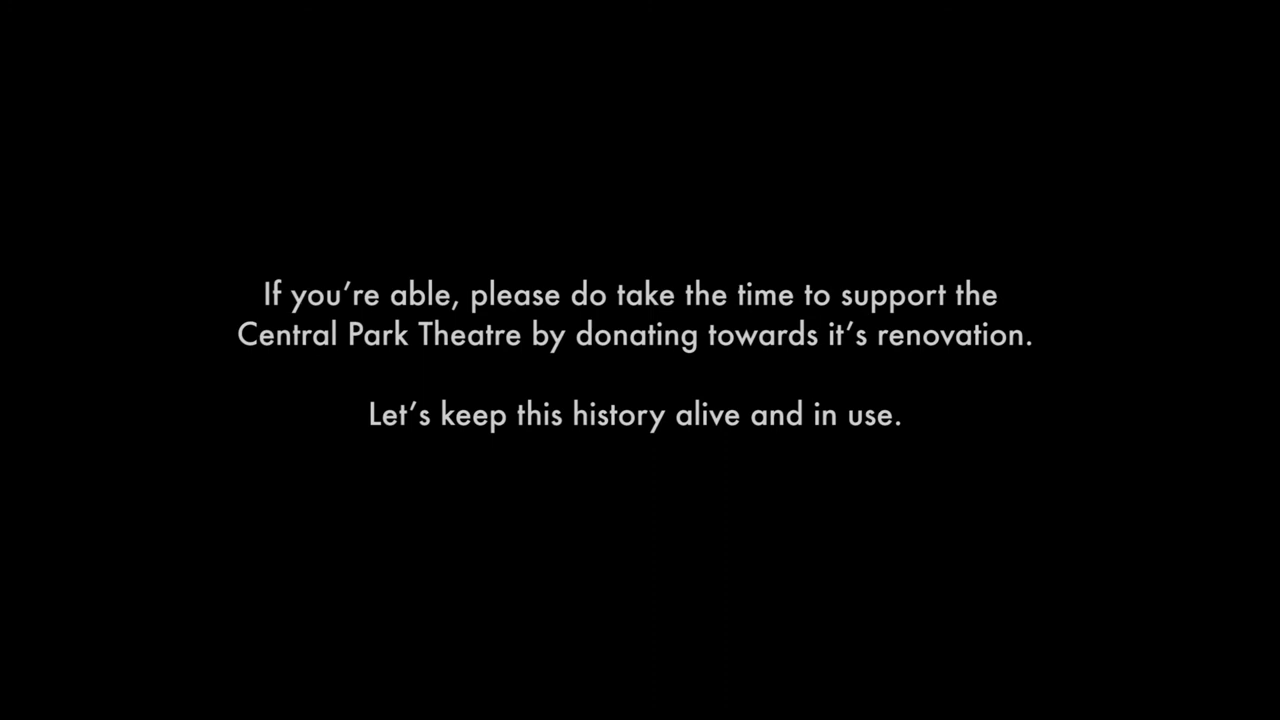 If you’re able, please do take the time to support the
Central Park Theatre by donating towards it’s renovation.
Let’s keep this history alive and in use.